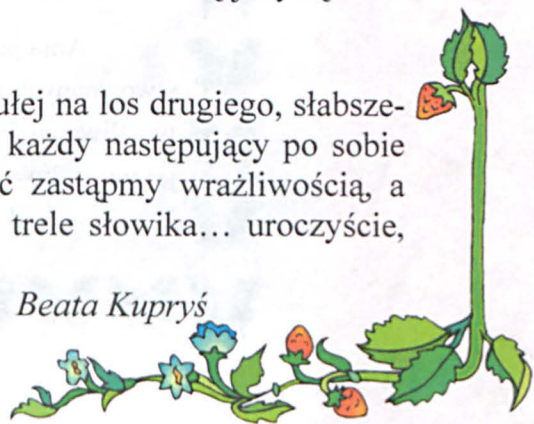 ułej na los drugiego, słabsze-
każdy następujący po sobie
ć zastąpmy wrażliwością, a
trele słowika... uroczyście,
Beata Kupryś